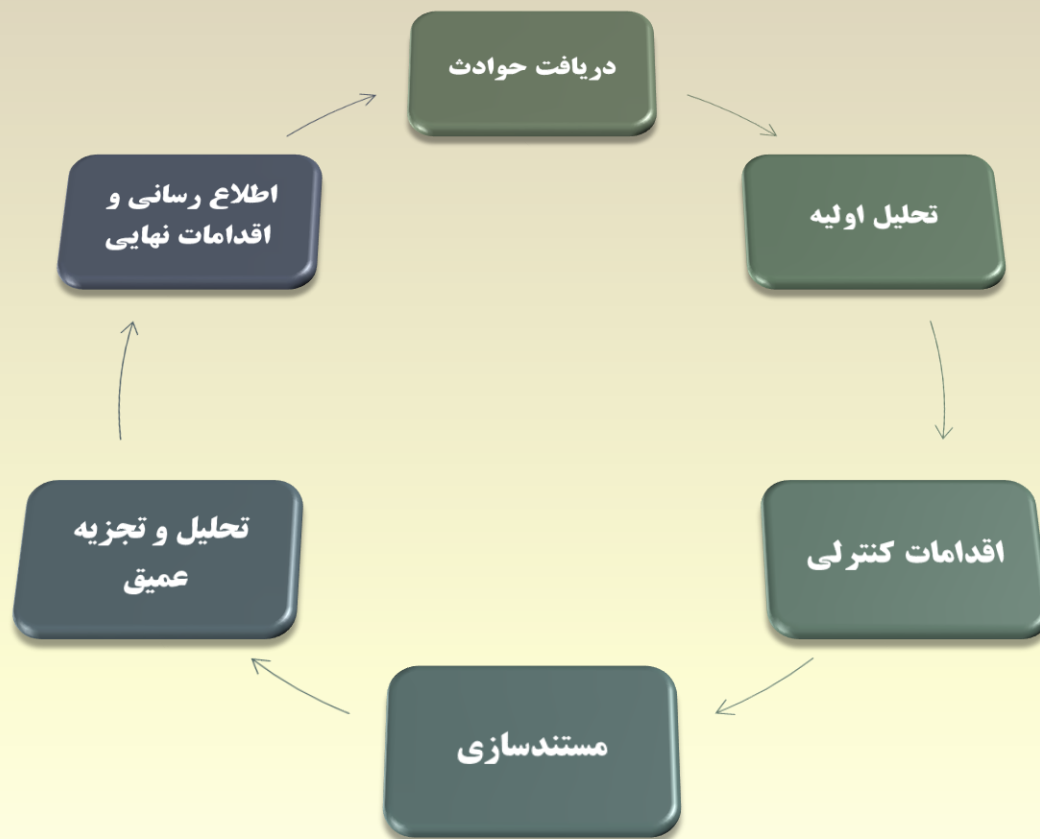 دریافت حوادث
تحلیل اولیه
اقدامات کنترلی
مستندسازی
تحلیل و تجزیه
عمیق
اطلاع رسانی و
اقدامات نهایی